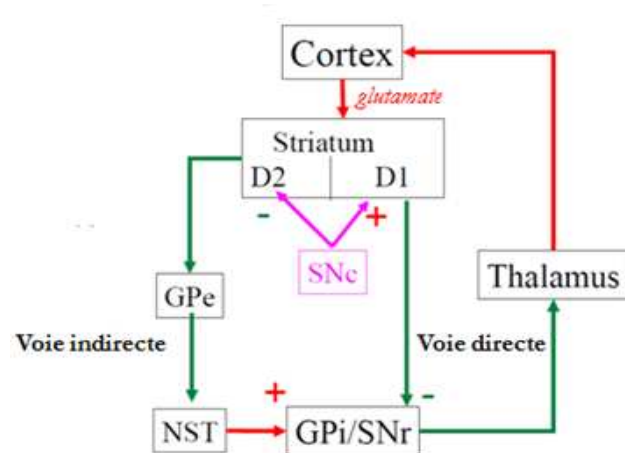 Cortex
glutamate
Striatum
D2 D1
- +
SNc
GPe
Thalamus
Voie indirecte
Voie directe
+ -
NST
GPi/SNr